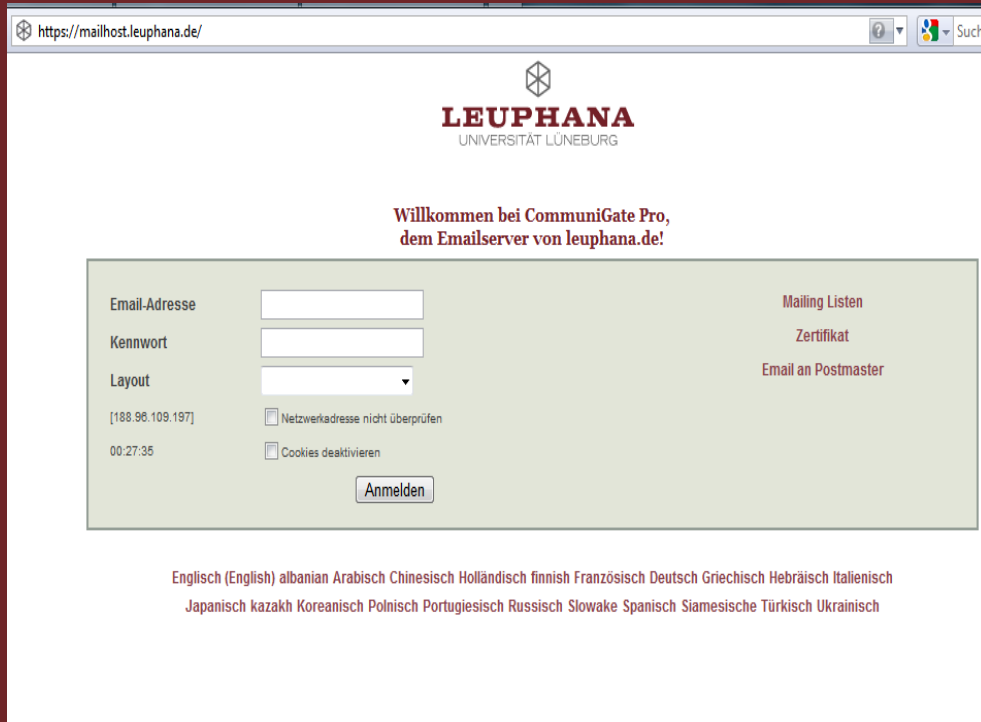 https://mailhost.leuphana.de/
Such
LEUPHANA
UNIVERSITÄT LÜNEBURG
Willkommen bei CommuniGate Pro,
dem Emailserver von leuphana.de!
Email-Adresse
Mailing Listen
Kennwort
Zertifikat
Layout
Email an Postmaster
[188.96.109.197]
Netzwerkadresse nicht überprüfen
00:27:35
Cookies deaktivieren
Anmelden
Englisch (English) albanian Arabisch Chinesisch Holländisch finnish Französisch Deutsch Griechisch Hebräisch Italienisch
Japanisch kazakh Koreanisch Polnisch Portugiesisch Russisch Slowake Spanisch Siamesische Türkisch Ukrainisch